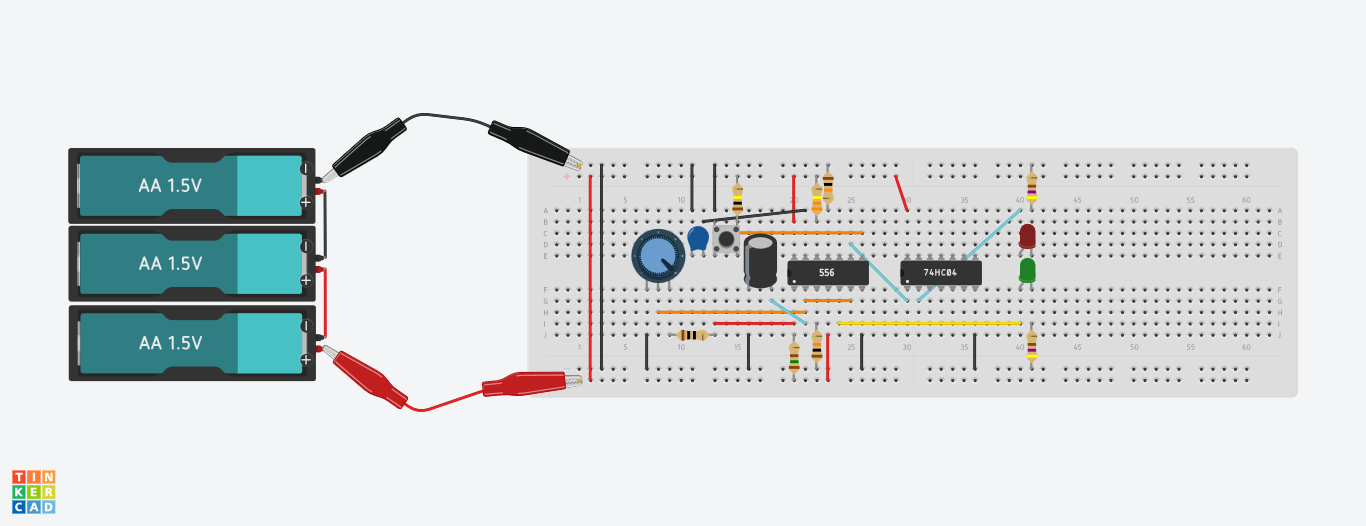 AA 1.5V
AA 1.5V
AA 1.5V
+
1 5 10 15 20 25 30 35 40 45 50 55 60
A A
B B
C C
D D
E E
556 74HC04
F F
G G
H H
I I
J J
1 5 10 15 20 25 30 35 40 45 50 55 60
TIN
KER
CAD